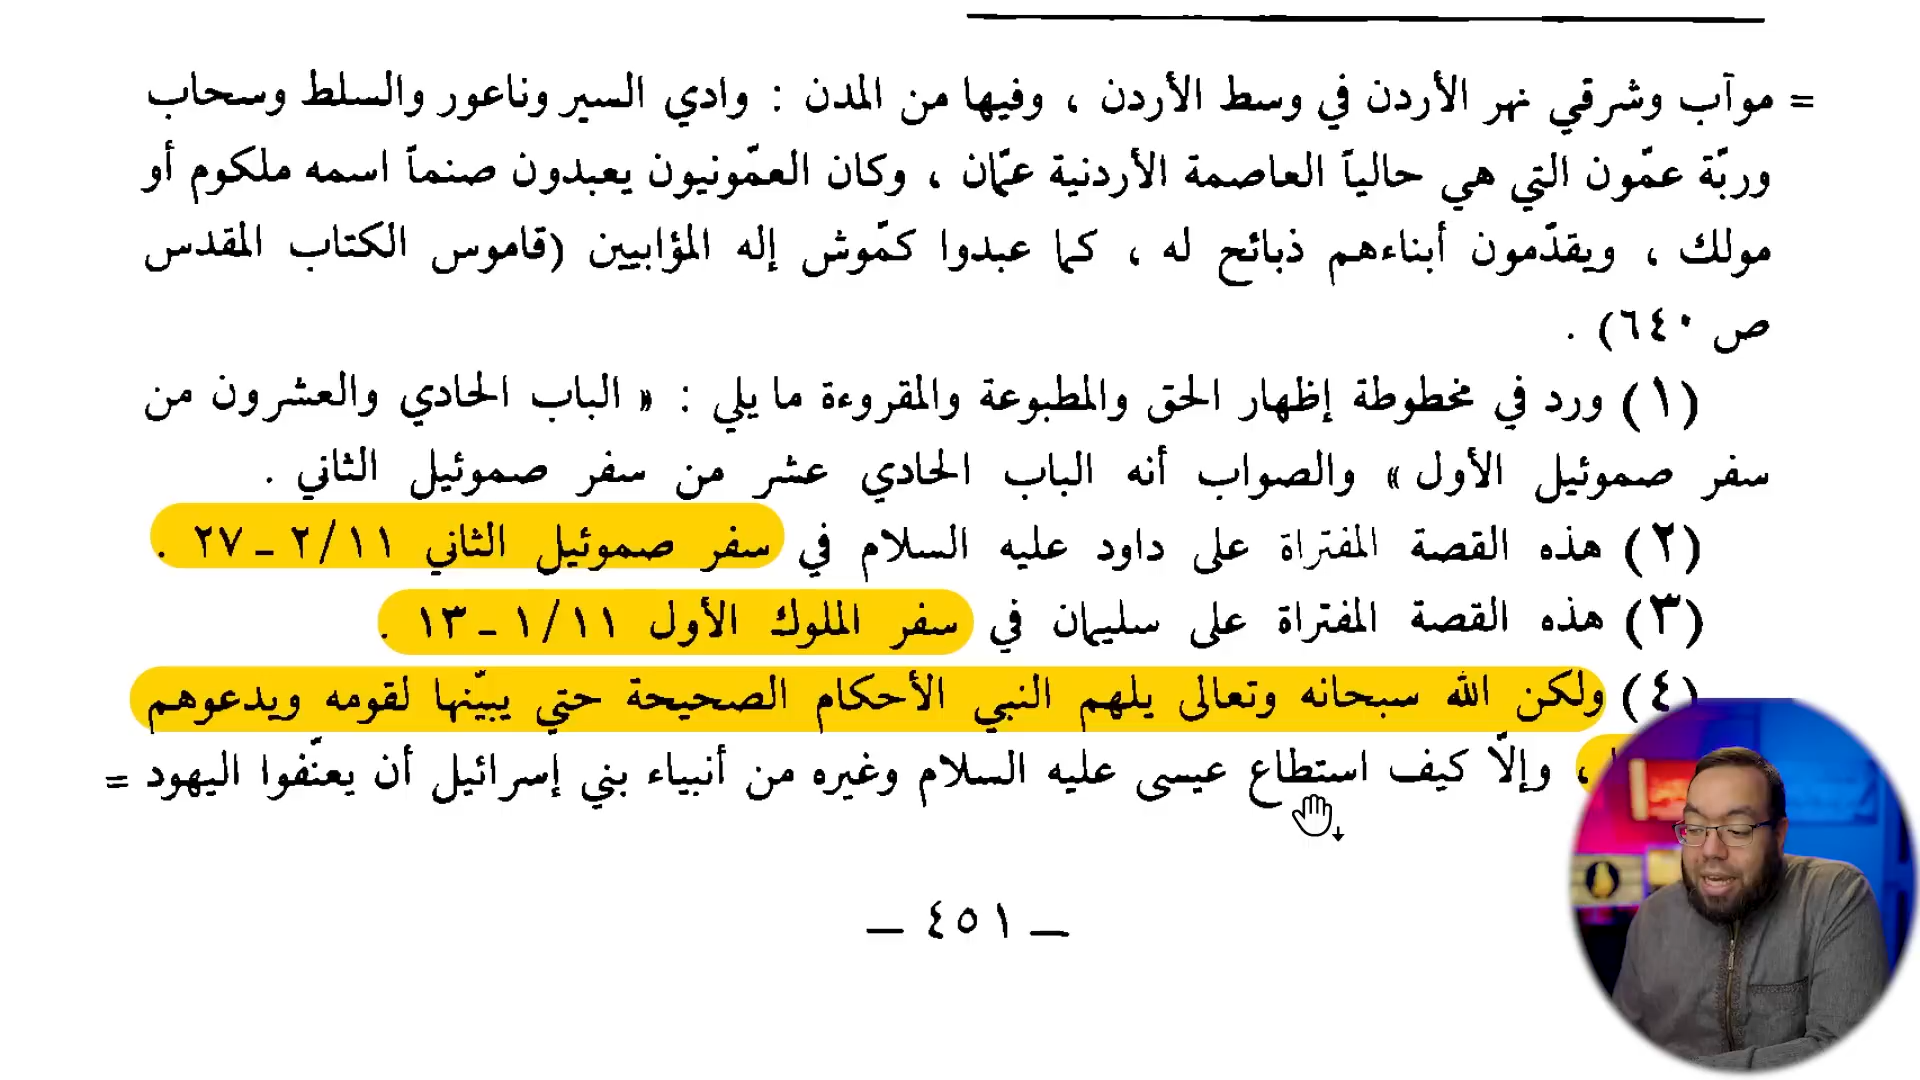 = موآب وشرقي نهر الأردن في وسط الأردن ، وفيها من المدن : وادي السير وناعور والسلط وسحاب
وربّة عمّون التي هي حالياً العاصمة الأردنية عمّان ، وكان العمّونيون يعبدون صنماً اسمه ملكوم أو
مولك ، ويقدّمون أبناءهم ذبائح له ، كما عبدوا كمّوش إله المؤابيين (قاموس الكتاب المقدس
ص ٦٤٠) .
(١) ورد في مخطوطة إظهار الحق والمطبوعة والمقروءة ما يلي : « الباب الحادي والعشرون من
سفر صموئيل الأول » والصواب أنه الباب الحادي عشر من سفر صموئيل الثاني .
(٢) هذه القصة المفتراة على داود عليه السلام في سفر صموئيل الثاني ٢/١١ ـ ٢٧ .
(٣) هذه القصة المفتراة على سليمان في سفر الملوك الأول ١/١١ ـ ١٣ .
(٤) ولكن الله سبحانه وتعالى يلهم النبي الأحكام الصحيحة حتي يبيّنها لقومه ويدعوهم
، وإلّا كيف استطاع عيسى عليه السلام وغيره من أنبياء بني إسرائيل أن يعنّفوا اليهود =
— ٤٥١ —